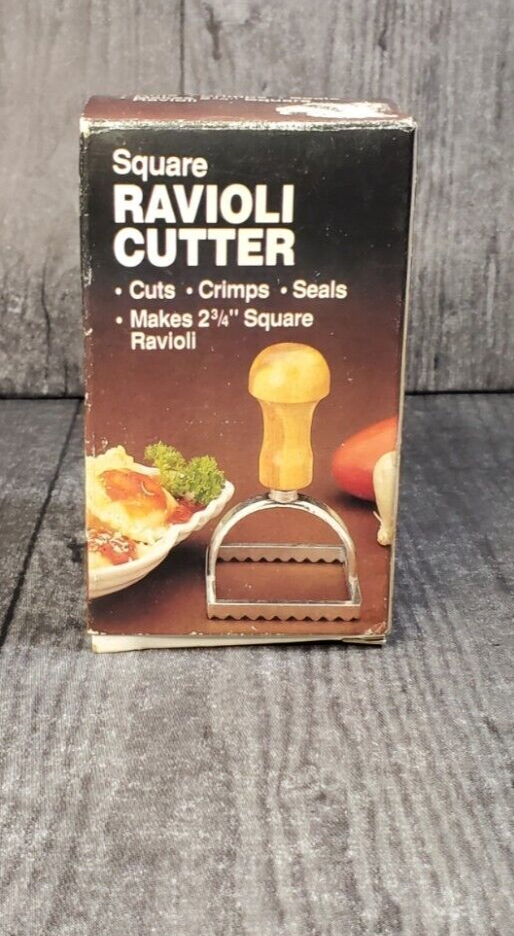 Square
RAVIOLI
CUTTER
• Cuts • Crimps • Seals
• Makes 2¾" Square
Ravioli